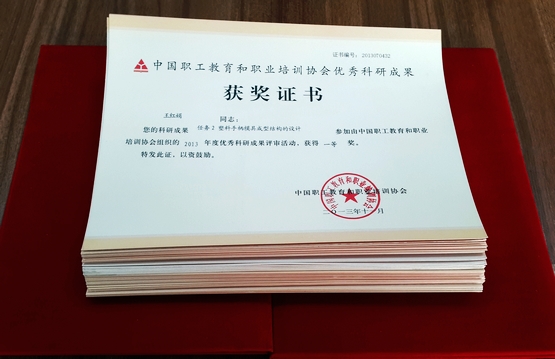 证书编号：2013070432
中国职工教育和职业培训协会优秀科研成果
获奖证书
王红娟 同志：
您的科研成果 任务2 塑料手柄模具成型结构的设计 参加由中国职工教育和职业
培训协会组织的 2013 年度优秀科研成果评审活动，获得 一等 奖。
特发此证，以资鼓励。
中国职工教育和职业培训协会
二〇一三年十一月